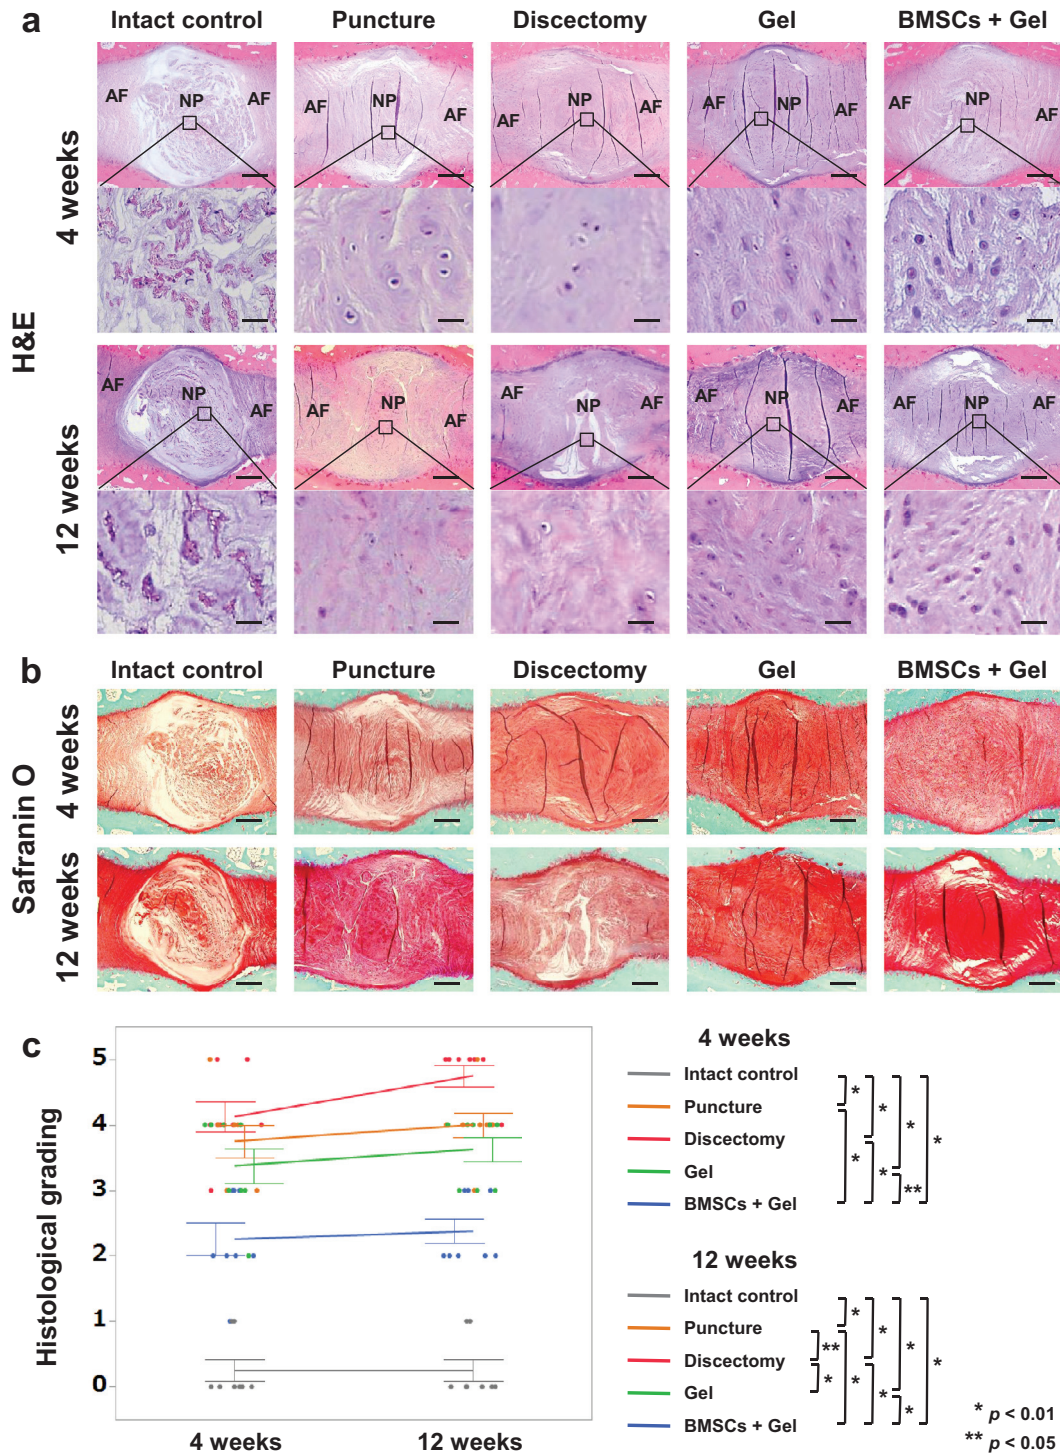 a
Intact control Puncture Discectomy Gel BMSCs + Gel
H&E
4 weeks
AF NP AF
AF NP AF
AF NP AF
AF NP AF
AF NP AF
12 weeks
AF NP AF
AF NP AF
AF NP AF
AF NP AF
AF NP AF
b
Intact control Puncture Discectomy Gel BMSCs + Gel
Safranin O
4 weeks
12 weeks
c
Histological grading
5
4
3
2
1
0
4 weeks 12 weeks
4 weeks
Intact control
Puncture
Discectomy
Gel
BMSCs + Gel
* * * *
* * **
12 weeks
Intact control
Puncture
Discectomy
Gel
BMSCs + Gel
* * * *
** * * * *
* p < 0.01
** p < 0.05